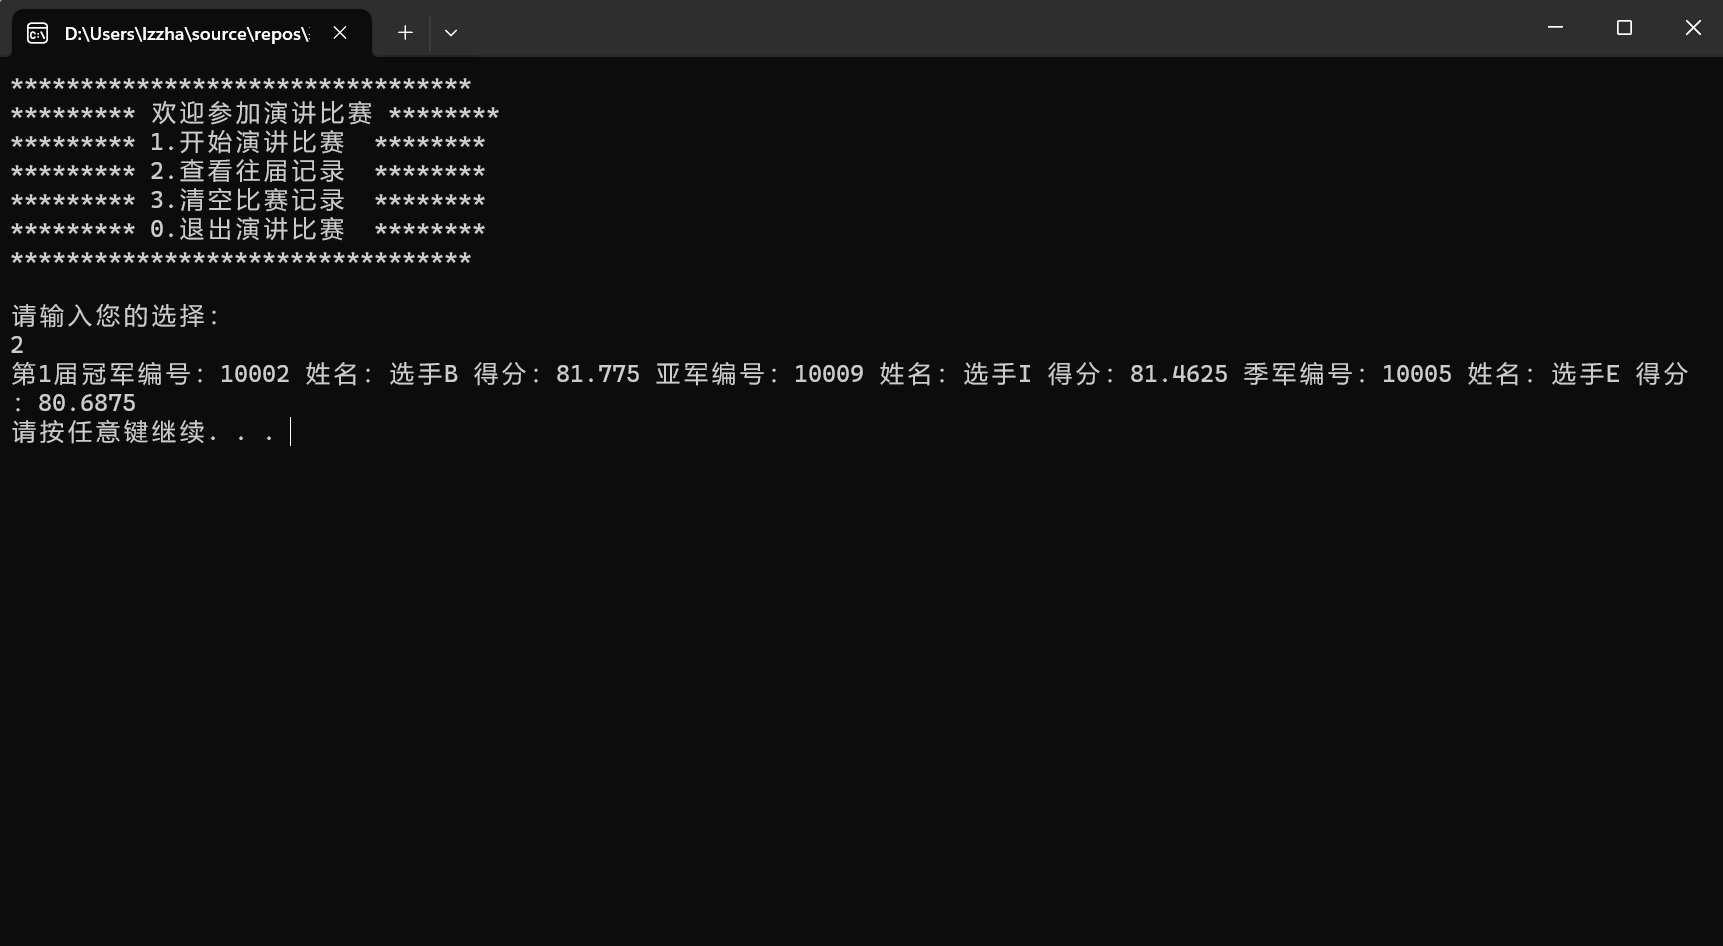 D:\Users\lzzha\source\repos\
*********************************
********* 欢迎参加演讲比赛 ********
********* 1.开始演讲比赛  ********
********* 2.查看往届记录  ********
********* 3.清空比赛记录  ********
********* 0.退出演讲比赛  ********
*********************************
请输入您的选择：
2
第1届冠军编号：10002 姓名：选手B 得分：81.775 亚军编号：10009 姓名：选手I 得分：81.4625 季军编号：10005 姓名：选手E 得分
：80.6875
请按任意键继续. . .